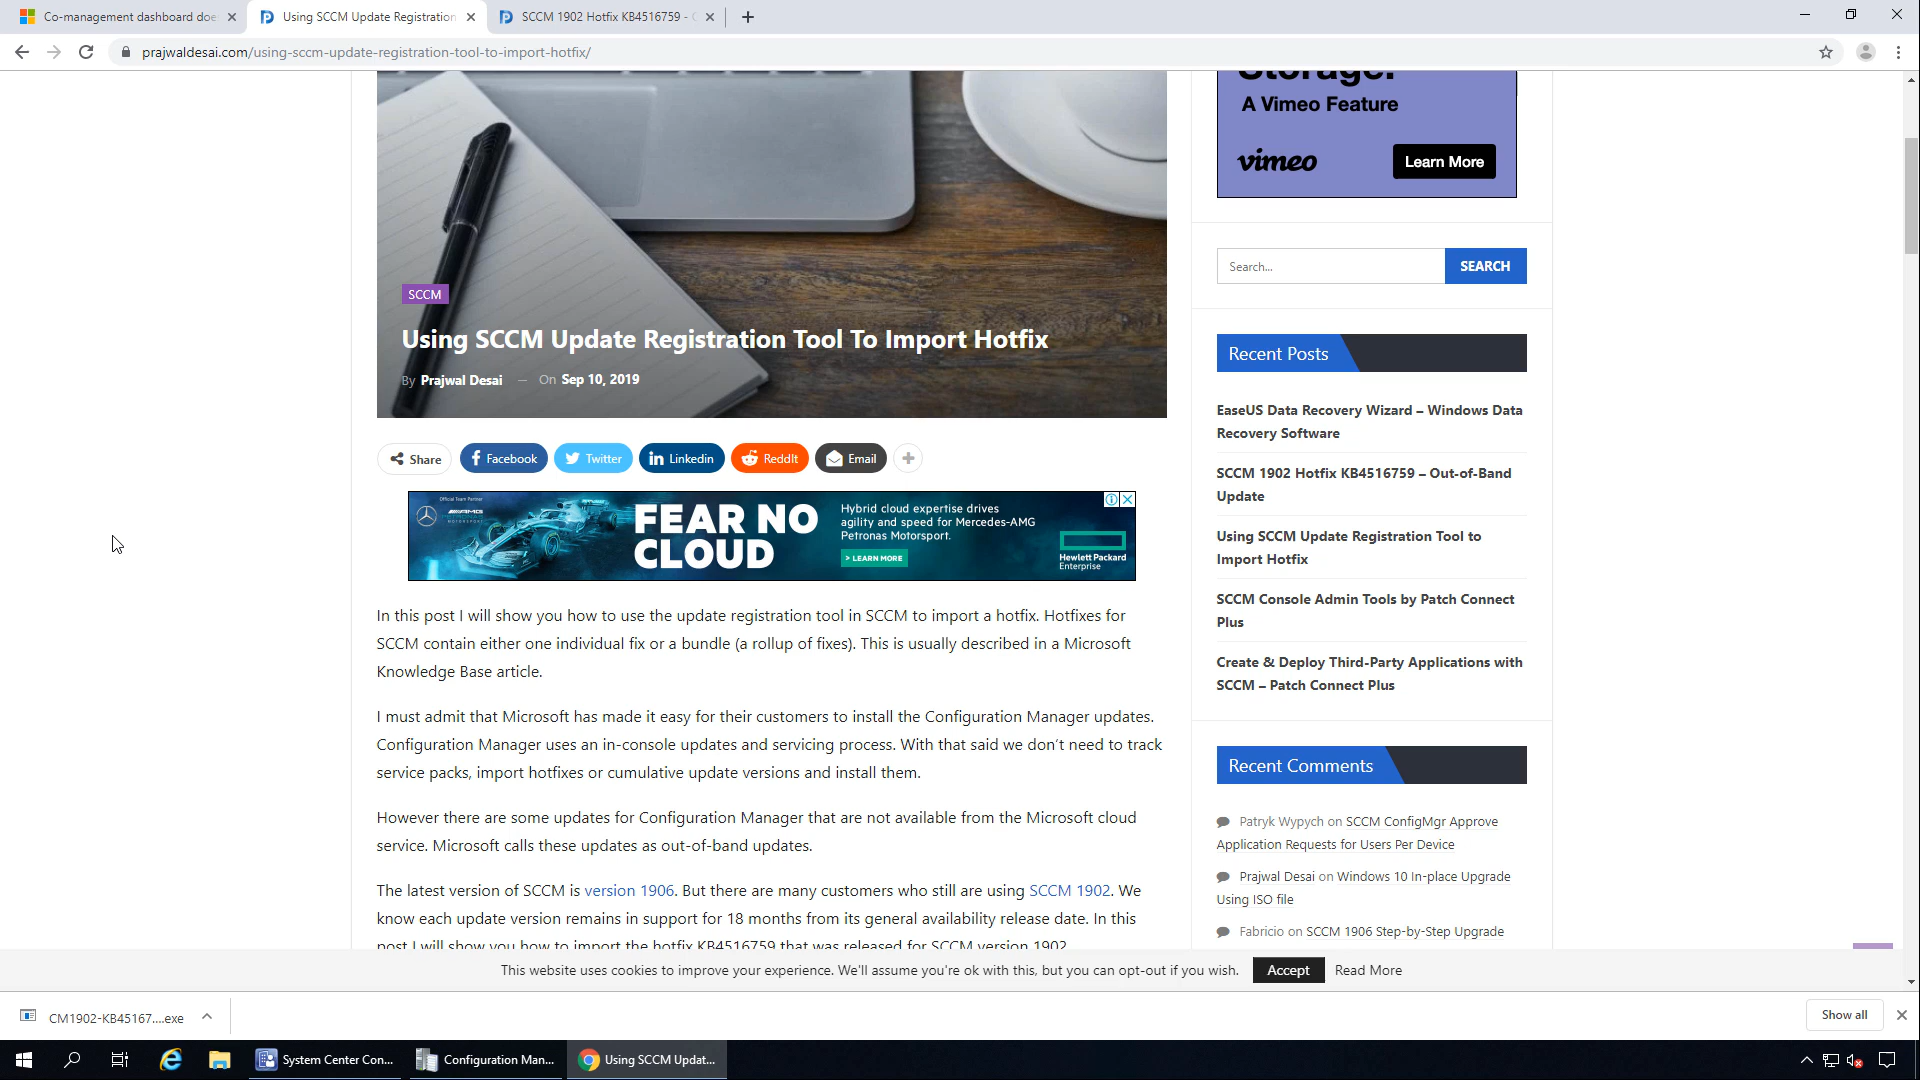 Co-management dashboard doe
Using SCCM Update Registration
SCCM 1902 Hotfix KB4516759 -
prajwaldesai.com/using-sccm-update-registration-tool-to-import-hotfix/
Storage.
A Vimeo Feature
vimeo
Learn More
Search...
SEARCH
SCCM
Using SCCM Update Registration Tool To Import Hotfix
By Prajwal Desai — On Sep 10, 2019
Share
Facebook
Twitter
Linkedin
ReddIt
Email
Official Team Partner
FEAR NO
CLOUD
Hybrid cloud expertise drives
agility and speed for Mercedes-AMG
Petronas Motorsport.
> LEARN MORE
Hewlett Packard
Enterprise
In this post I will show you how to use the update registration tool in SCCM to import a hotfix. Hotfixes for
SCCM contain either one individual fix or a bundle (a rollup of fixes). This is usually described in a Microsoft
Knowledge Base article.
I must admit that Microsoft has made it easy for their customers to install the Configuration Manager updates.
Configuration Manager uses an in-console updates and servicing process. With that said we don't need to track
service packs, import hotfixes or cumulative update versions and install them.
However there are some updates for Configuration Manager that are not available from the Microsoft cloud
service. Microsoft calls these updates as out-of-band updates.
The latest version of SCCM is version 1906. But there are many customers who still are using SCCM 1902. We
know each update version remains in support for 18 months from its general availability release date. In this
post I will show you how to import the hotfix KB4516759 that was released for SCCM version 1902.
Recent Posts
EaseUS Data Recovery Wizard – Windows Data
Recovery Software
SCCM 1902 Hotfix KB4516759 – Out-of-Band
Update
Using SCCM Update Registration Tool to
Import Hotfix
SCCM Console Admin Tools by Patch Connect
Plus
Create & Deploy Third-Party Applications with
SCCM – Patch Connect Plus
Recent Comments
Patryk Wypych on SCCM ConfigMgr Approve
Application Requests for Users Per Device
Prajwal Desai on Windows 10 In-place Upgrade
Using ISO file
Fabricio on SCCM 1906 Step-by-Step Upgrade
This website uses cookies to improve your experience. We'll assume you're ok with this, but you can opt-out if you wish.
Accept
Read More
CM1902-KB45167....exe
Show all
System Center Con...
Configuration Man...
Using SCCM Updat...